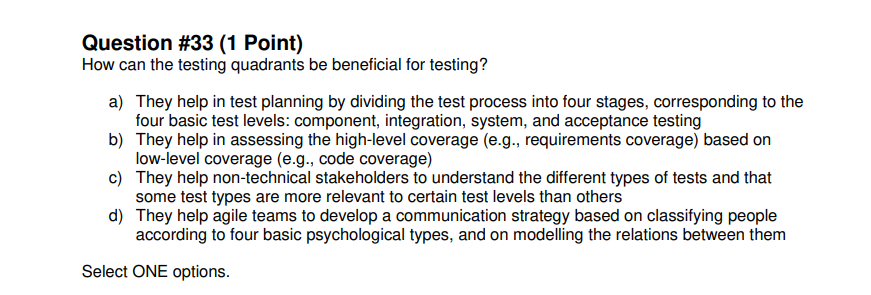 Question #33 (1 Point)
How can the testing quadrants be beneficial for testing?
a) They help in test planning by dividing the test process into four stages, corresponding to the
four basic test levels: component, integration, system, and acceptance testing
b) They help in assessing the high-level coverage (e.g., requirements coverage) based on
low-level coverage (e.g., code coverage)
c) They help non-technical stakeholders to understand the different types of tests and that
some test types are more relevant to certain test levels than others
d) They help agile teams to develop a communication strategy based on classifying people
according to four basic psychological types, and on modelling the relations between them
Select ONE options.